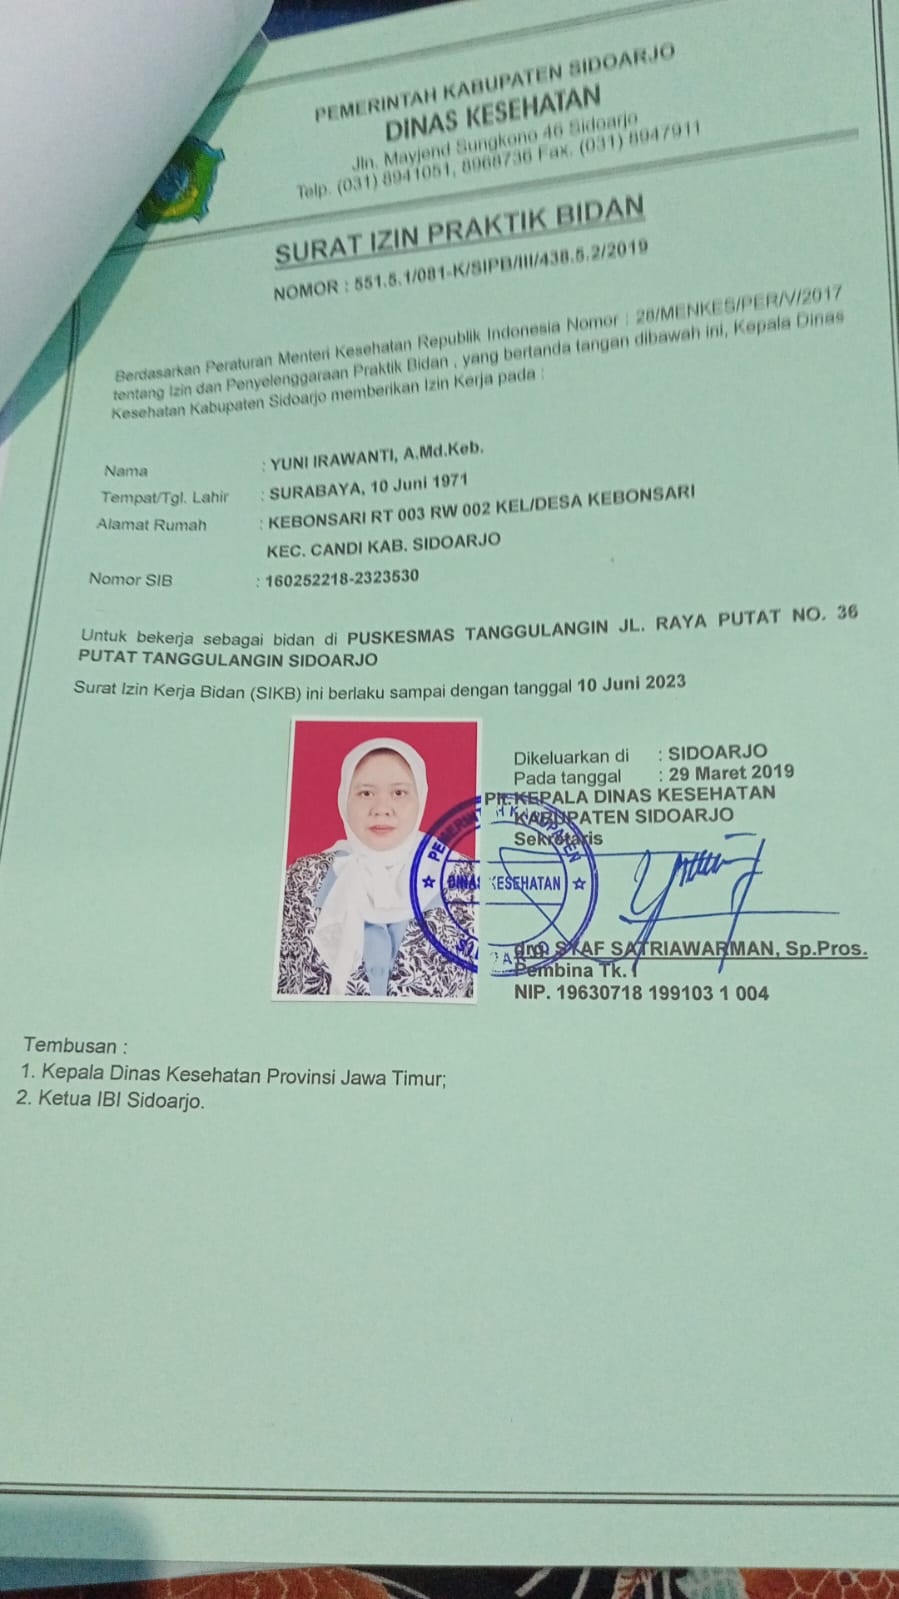 PEMERINTAH KABUPATEN SIDOARJO
DINAS KESEHATAN
Jln. Mayjend Sungkono 46 Sidoarjo
Telp. (031) 8941051, 8968736 Fax. (031) 8947911
SURAT IZIN PRAKTIK BIDAN
NOMOR : 551.5.1/081-K/SIPB/III/438.5.2/2019
Berdasarkan Peraturan Menteri Kesehatan Republik Indonesia Nomor : 28/MENKES/PER/V/2017
tentang Izin dan Penyelenggaraan Praktik Bidan , yang bertanda tangan dibawah ini, Kepala Dinas
Kesehatan Kabupaten Sidoarjo memberikan Izin Kerja pada :
Nama : YUNI IRAWANTI, A.Md.Keb.
Tempat/Tgl. Lahir : SURABAYA, 10 Juni 1971
Alamat Rumah : KEBONSARI RT 003 RW 002 KEL/DESA KEBONSARI
KEC. CANDI KAB. SIDOARJO
Nomor SIB : 160252218-2323530
Untuk bekerja sebagai bidan di PUSKESMAS TANGGULANGIN JL. RAYA PUTAT NO. 36
PUTAT TANGGULANGIN SIDOARJO
Surat Izin Kerja Bidan (SIKB) ini berlaku sampai dengan tanggal 10 Juni 2023
Dikeluarkan di : SIDOARJO
Pada tanggal : 29 Maret 2019
Plt.KEPALA DINAS KESEHATAN
KABUPATEN SIDOARJO
Sekretaris
DINAS KESEHATAN
drg. SYAF SATRIAWARMAN, Sp.Pros.
Pembina Tk. I
NIP. 19630718 199103 1 004
Tembusan :
1. Kepala Dinas Kesehatan Provinsi Jawa Timur;
2. Ketua IBI Sidoarjo.